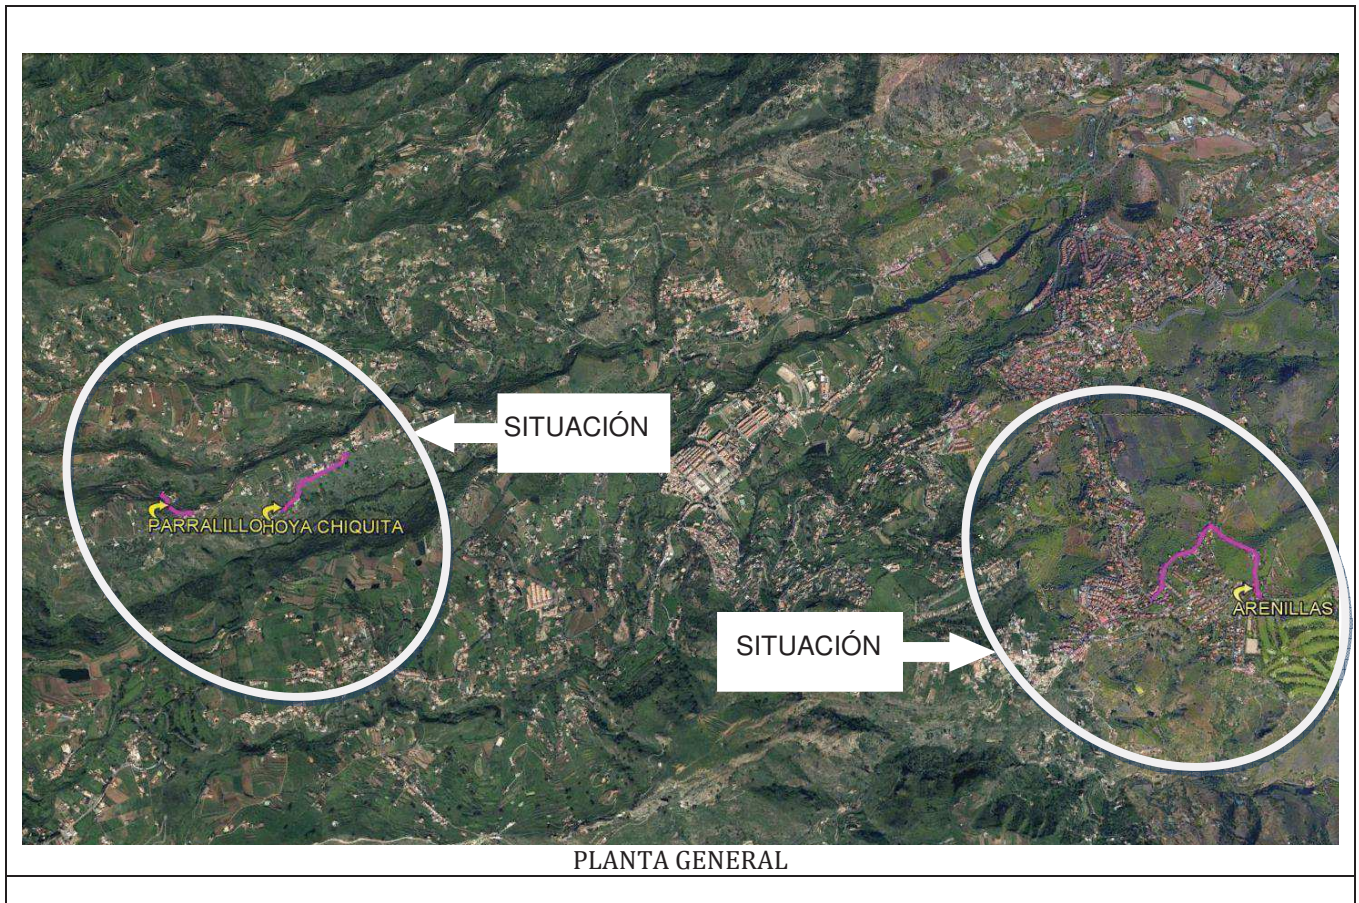 SITUACIÓN
PARRALILLO
HOYA CHIQUITA
ARENILLAS
SITUACIÓN
PLANTA GENERAL